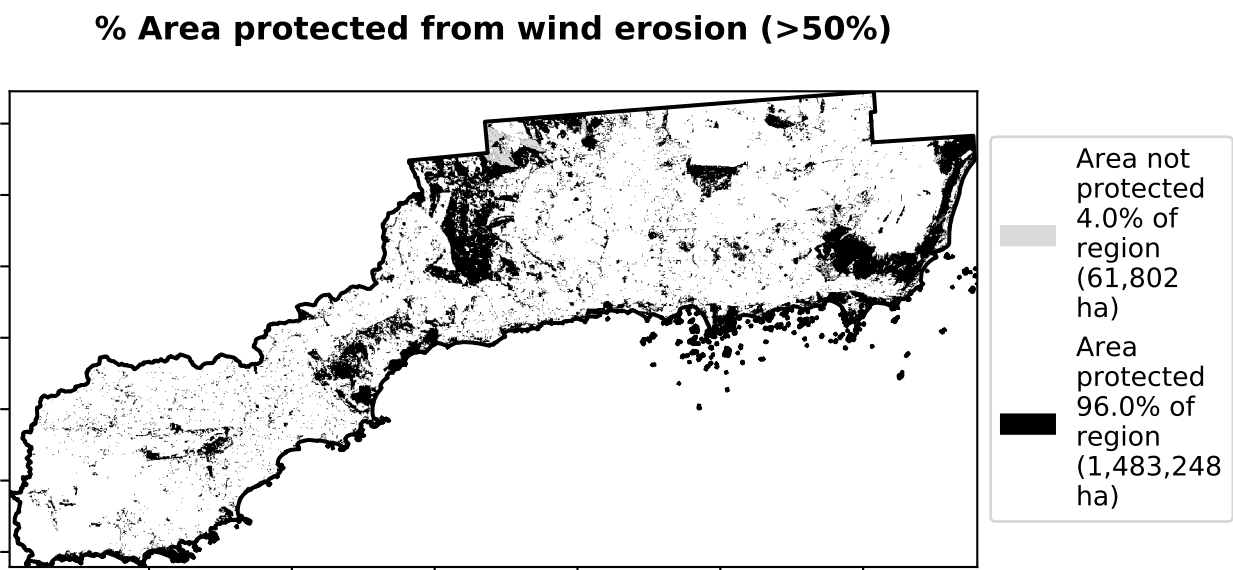 % Area protected from wind erosion (>50%)
Area not
protected
4.0% of
region
(61,802
ha)
Area
protected
96.0% of
region
(1,483,248
ha)